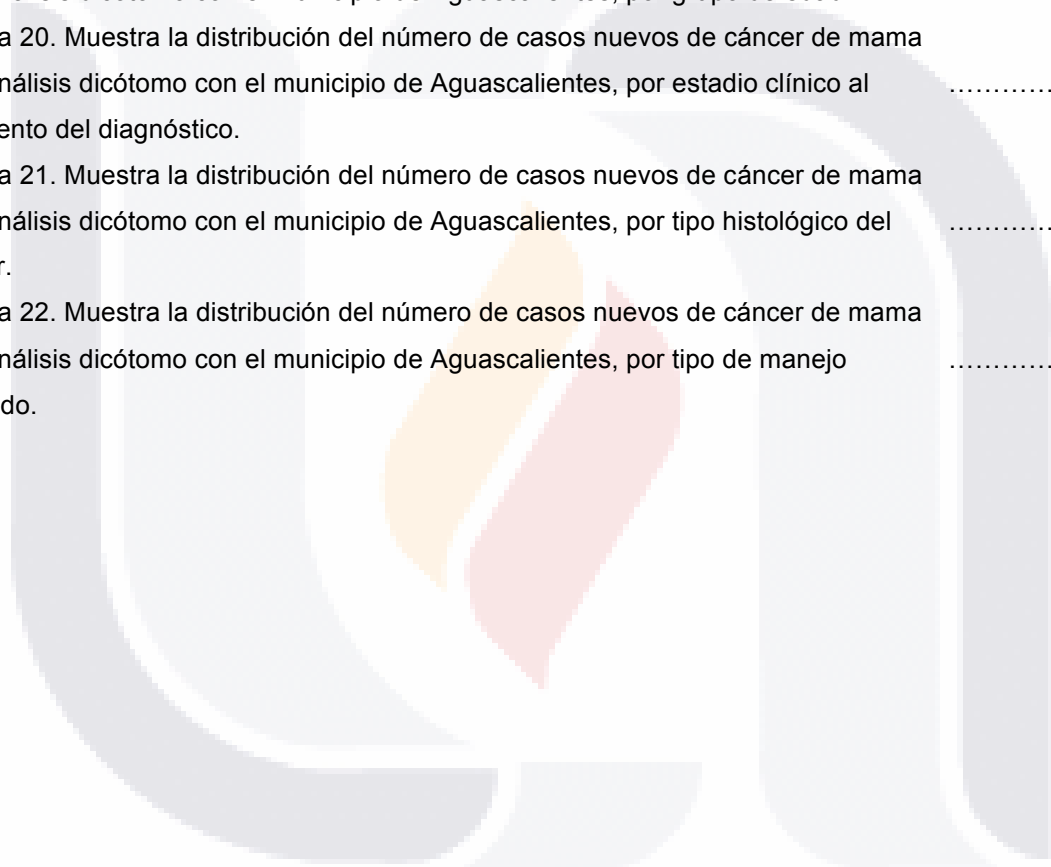 a 20. Muestra la distribución del número de casos nuevos de cáncer de mama
nálisis dicótomo con el municipio de Aguascalientes, por estadio clínico al ............
ento del diagnóstico.
a 21. Muestra la distribución del número de casos nuevos de cáncer de mama
nálisis dicótomo con el municipio de Aguascalientes, por tipo histológico del ............
r.
a 22. Muestra la distribución del número de casos nuevos de cáncer de mama
nálisis dicótomo con el municipio de Aguascalientes, por tipo de manejo ............
do.